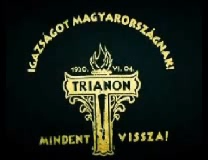 IGAZSÁGOT MAGYARORSZÁGNAK!
1920. VI. 04.
TRIANON
MINDENT VISSZA!